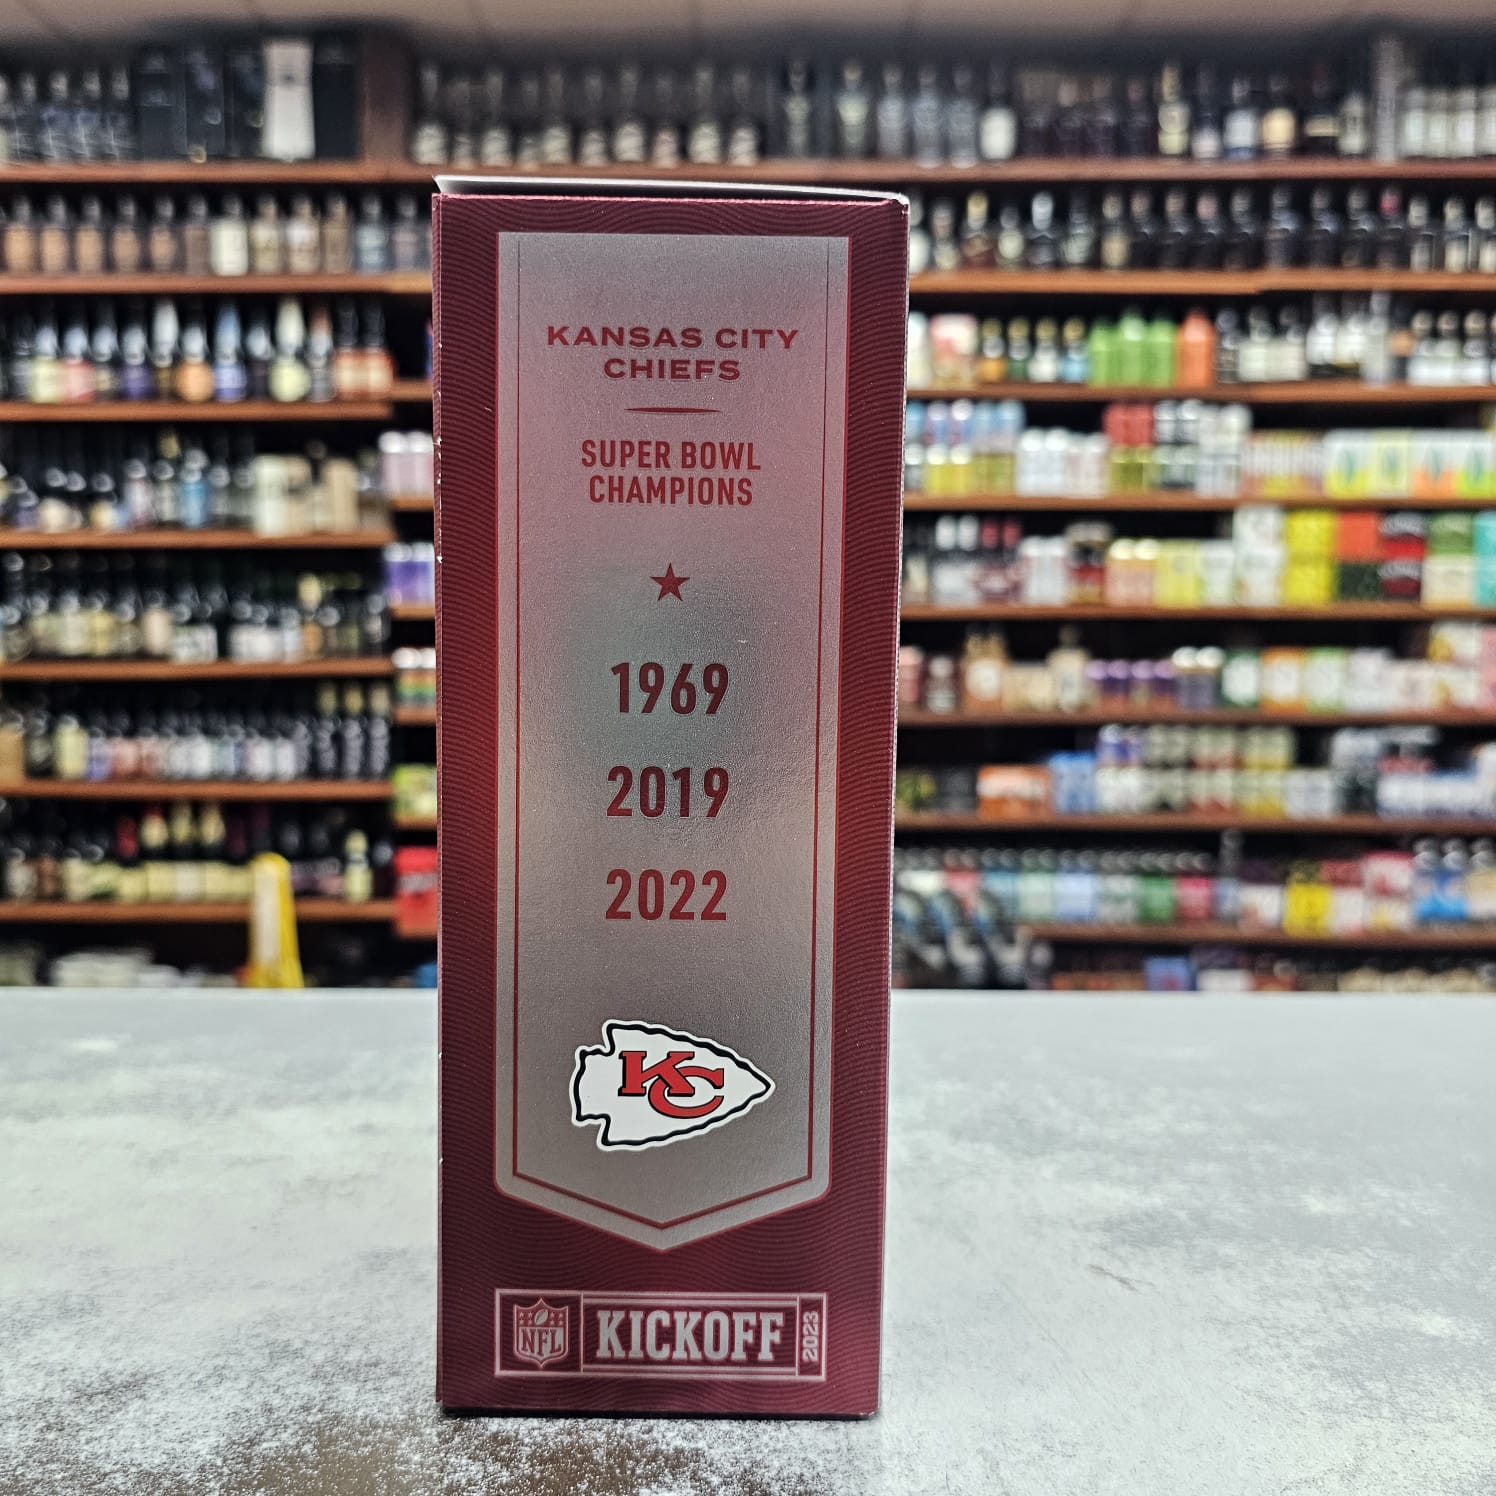 KANSAS CITY
CHIEFS
SUPER BOWL
CHAMPIONS
1969
2019
2022
KC
NFL KICKOFF 2023